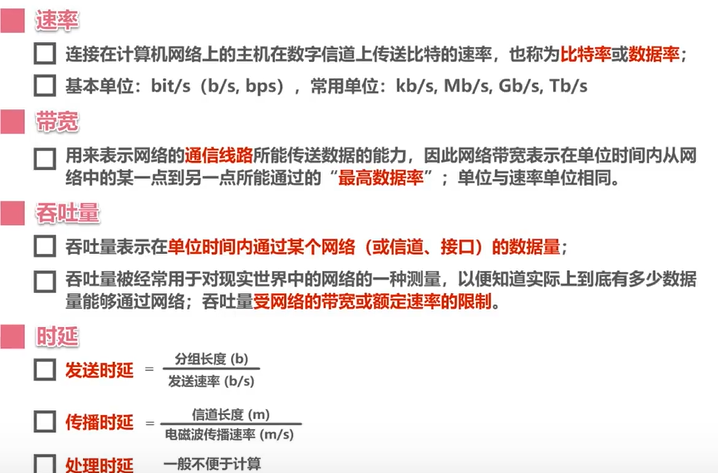 速率
连接在计算机网络上的主机在数字信道上传送比特的速率，也称为比特率或数据率；
基本单位：bit/s（b/s, bps），常用单位：kb/s, Mb/s, Gb/s, Tb/s
带宽
用来表示网络的通信线路所能传送数据的能力，因此网络带宽表示在单位时间内从网
络中的某一点到另一点所能通过的“最高数据率”；单位与速率单位相同。
吞吐量
吞吐量表示在单位时间内通过某个网络（或信道、接口）的数据量；
吞吐量被经常用于对现实世界中的网络的一种测量，以便知道实际上到底有多少数据
量能够通过网络；吞吐量受网络的带宽或额定速率的限制。
时延
发送时延 = 分组长度 (b)
发送速率 (b/s)
传播时延 = 信道长度 (m)
电磁波传播速率 (m/s)
处理时延 一般不便于计算